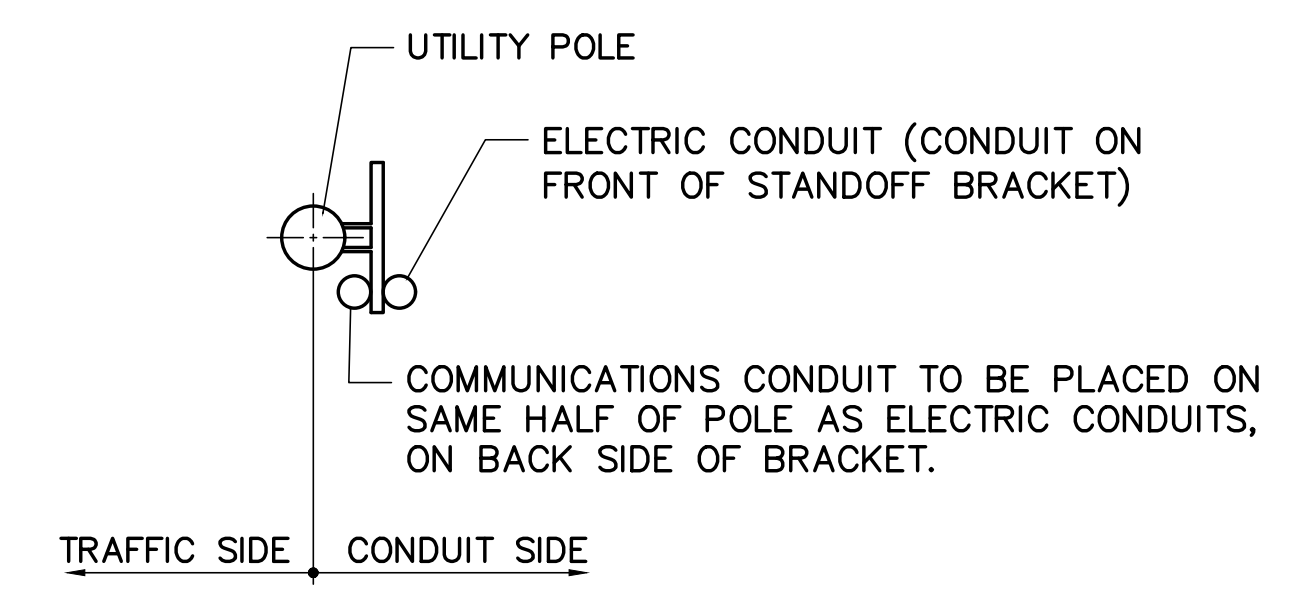 UTILITY POLE
ELECTRIC CONDUIT (CONDUIT ON
FRONT OF STANDOFF BRACKET)
COMMUNICATIONS CONDUIT TO BE PLACED ON
SAME HALF OF POLE AS ELECTRIC CONDUITS,
ON BACK SIDE OF BRACKET.
TRAFFIC SIDE
CONDUIT SIDE